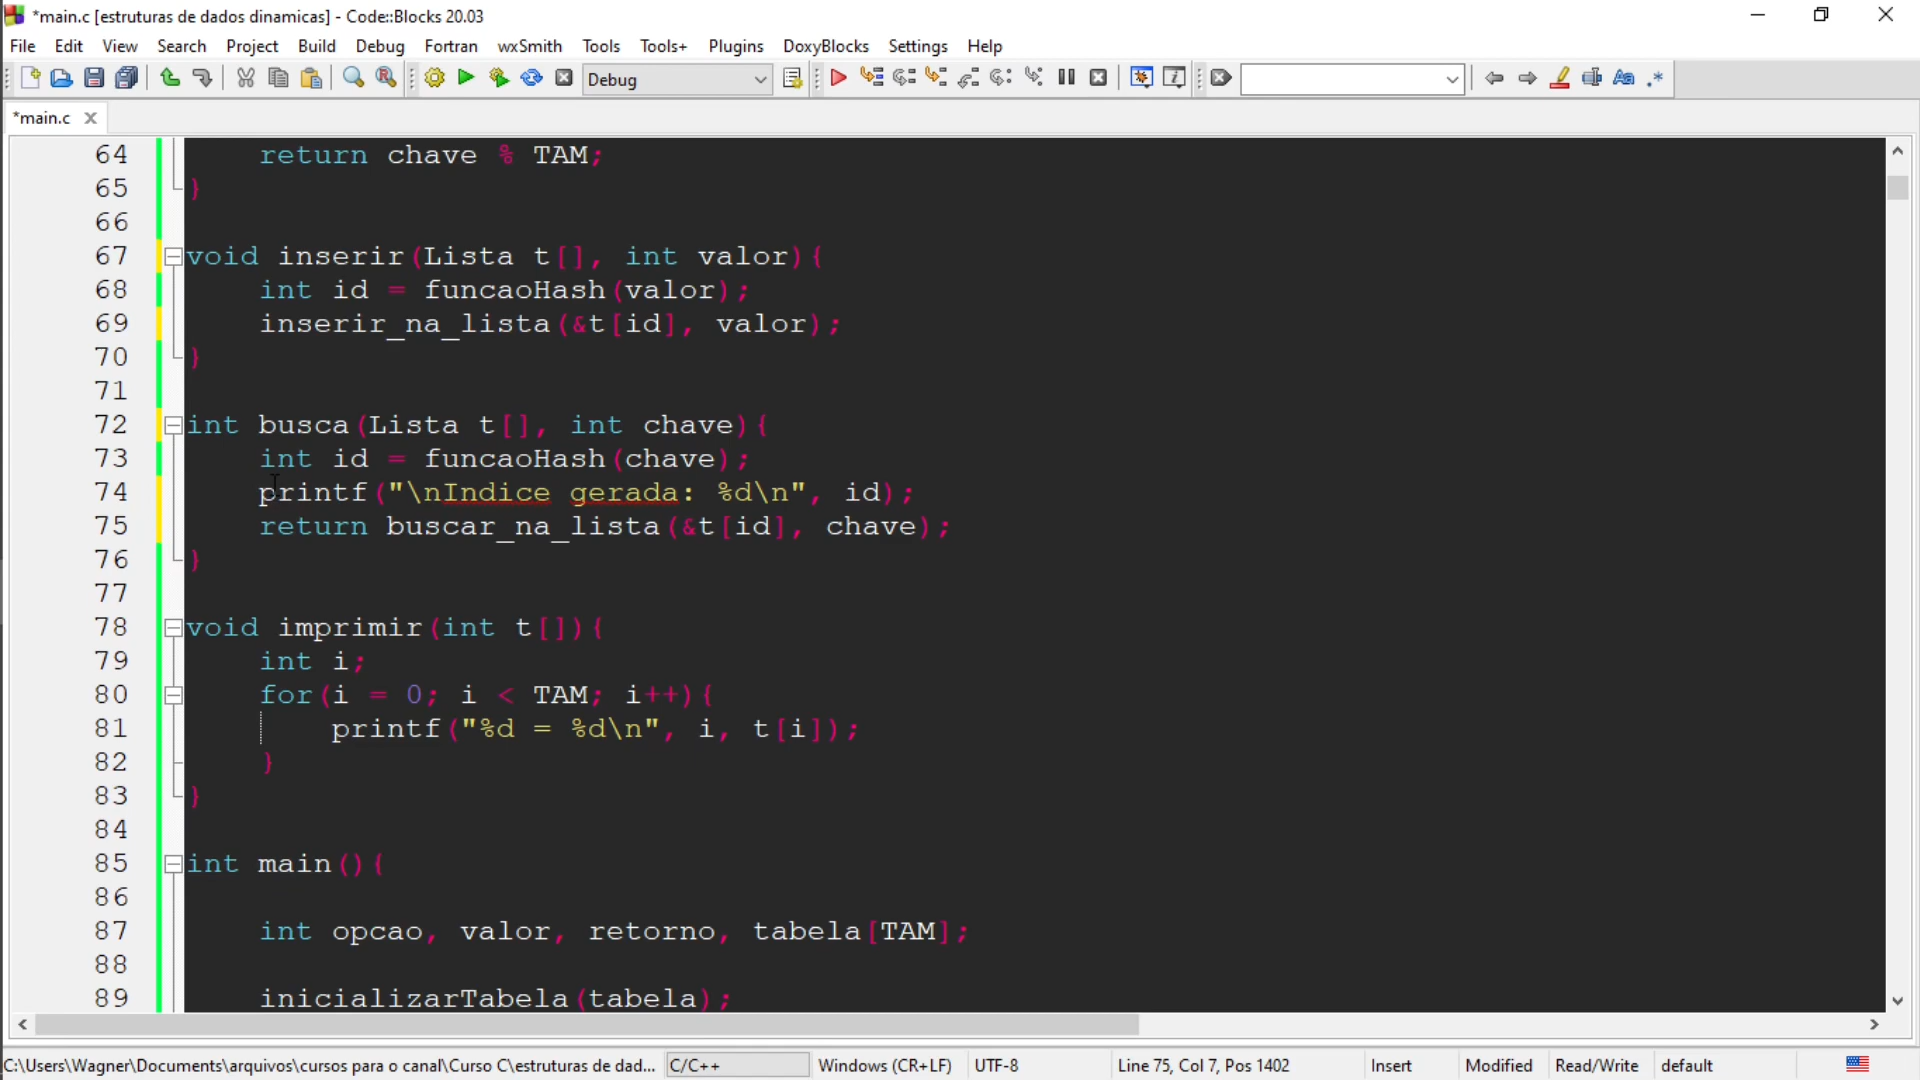 *main.c [estruturas de dados dinamicas] - Code::Blocks 20.03
File Edit View Search Project Build Debug Fortran wxSmith Tools Tools+ Plugins DoxyBlocks Settings Help
Debug
*main.c
64 return chave % TAM;
65 }
66
67 void inserir(Lista t[], int valor){
68 int id = funcaoHash(valor);
69 inserir_na_lista(&t[id], valor);
70 }
71
72 int busca(Lista t[], int chave){
73 int id = funcaoHash(chave);
74 printf("\nIndice gerada: %d\n", id);
75 return buscar_na_lista(&t[id], chave);
76 }
77
78 void imprimir(int t[]){
79 int i;
80 for(i = 0; i < TAM; i++){
81 printf("%d = %d\n", i, t[i]);
82 }
83 }
84
85 int main(){
86
87 int opcao, valor, retorno, tabela[TAM];
88
89 inicializarTabela(tabela);
C:\Users\Wagner\Documents\arquivos\cursos para o canal\Curso C\estruturas de dad... C/C++ Windows (CR+LF) UTF-8 Line 75, Col 7, Pos 1402 Insert Modified Read/Write default